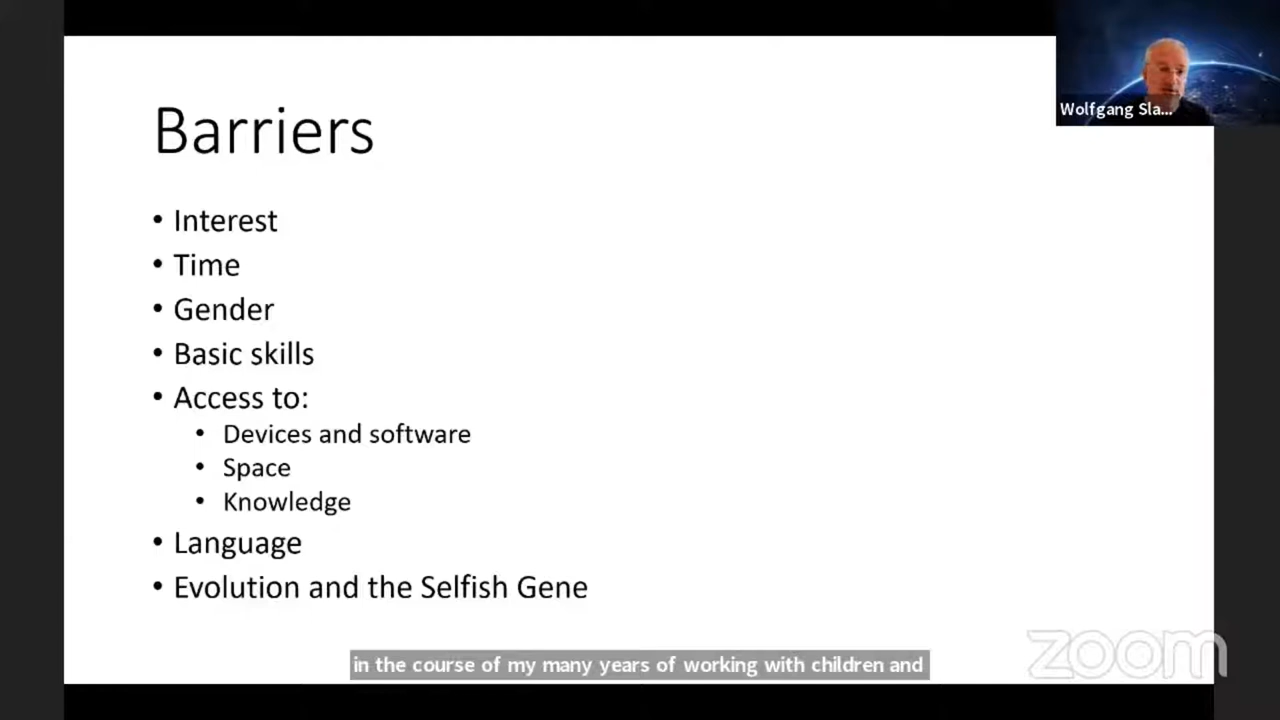 Barriers
Wolfgang Sla...
• Interest
• Time
• Gender
• Basic skills
• Access to:
• Devices and software
• Space
• Knowledge
• Language
• Evolution and the Selfish Gene
in the course of my many years of working with children and
zoom